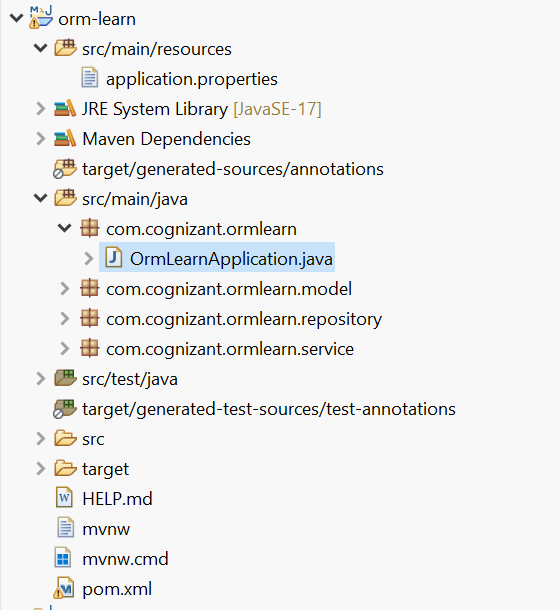 orm-learn
src/main/resources
application.properties
JRE System Library [JavaSE-17]
Maven Dependencies
target/generated-sources/annotations
src/main/java
com.cognizant.ormlearn
OrmLearnApplication.java
com.cognizant.ormlearn.model
com.cognizant.ormlearn.repository
com.cognizant.ormlearn.service
src/test/java
target/generated-test-sources/test-annotations
src
target
HELP.md
mvnw
mvnw.cmd
pom.xml